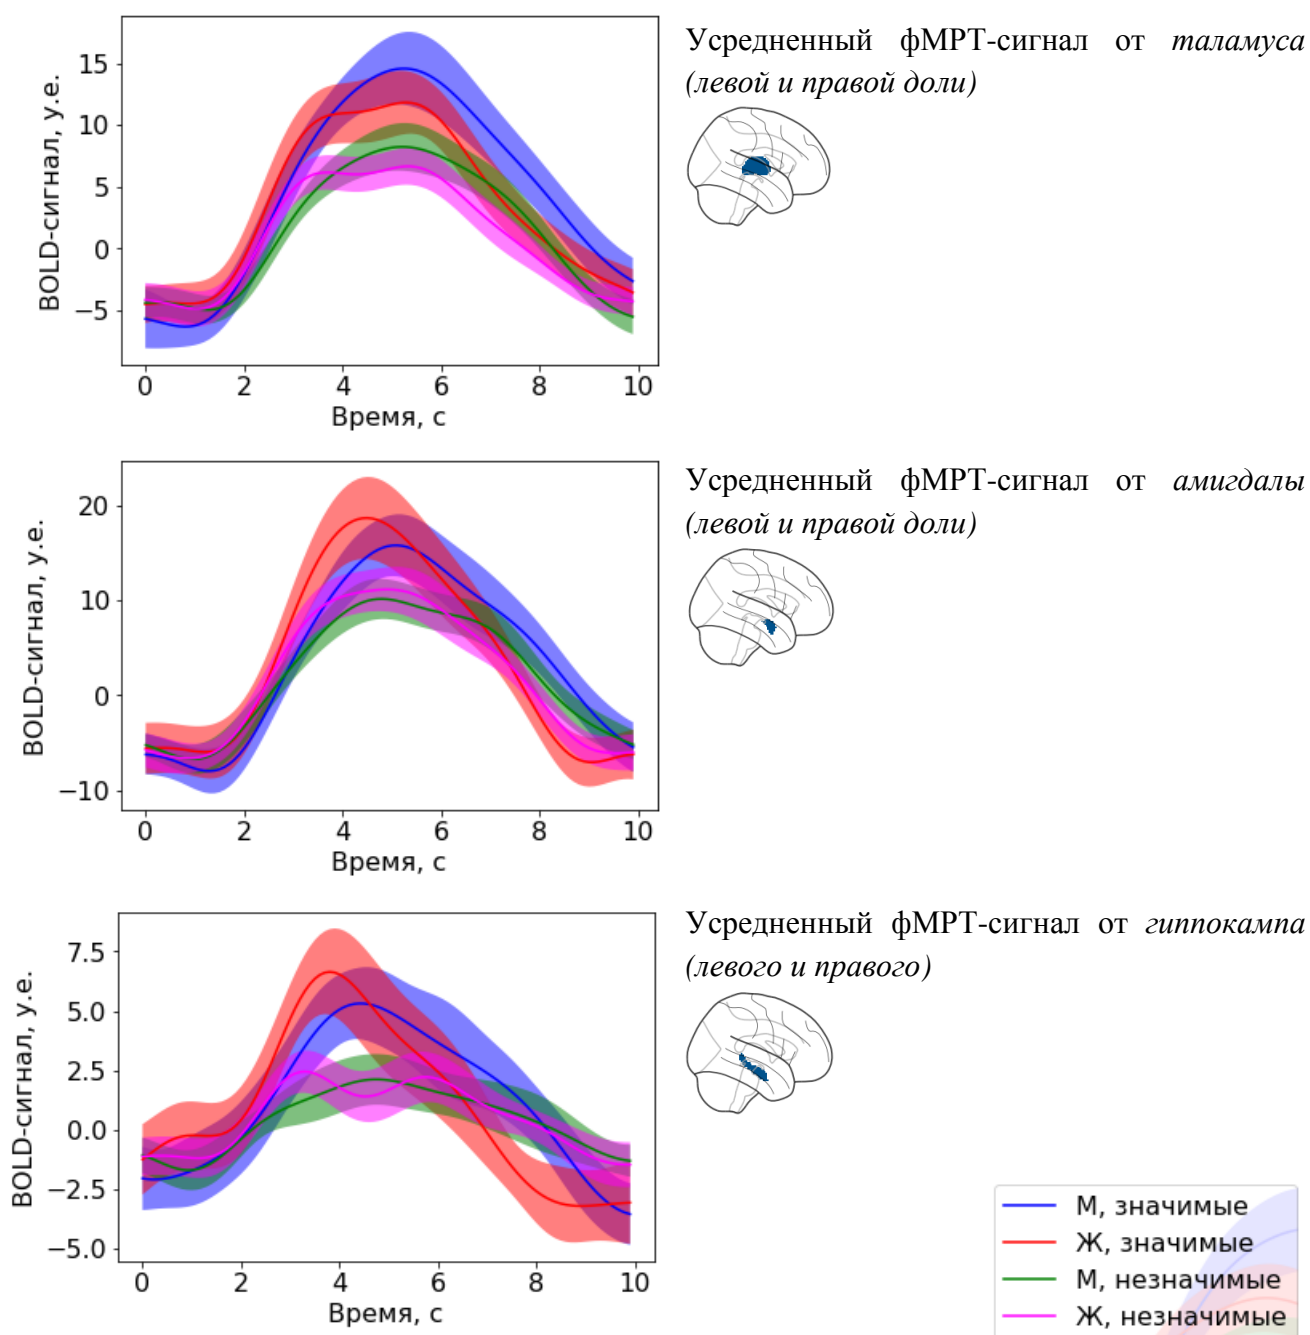 15
10
5
0
−5
BOLD-сигнал, у.е.
0 2 4 6 8 10
Время, с
Усредненный фМРТ-сигнал от таламуса
(левой и правой доли)
20
10
0
−10
BOLD-сигнал, у.е.
0 2 4 6 8 10
Время, с
Усредненный фМРТ-сигнал от амигдалы
(левой и правой доли)
7.5
5.0
2.5
0.0
−2.5
−5.0
BOLD-сигнал, у.е.
0 2 4 6 8 10
Время, с
Усредненный фМРТ-сигнал от гиппокампа
(левого и правого)
М, значимые
Ж, значимые
М, незначимые
Ж, незначимые